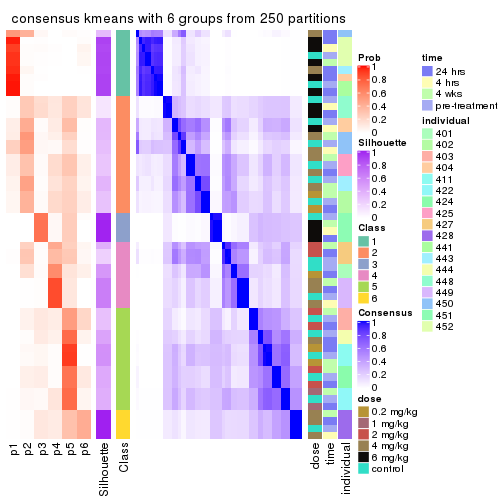 consensus kmeans with 6 groups from 250 partitions
p1
p2
p3
p4
p5
p6
Silhouette
Class
dose
time
individual
Prob
1
0.8
0.6
0.4
0.2
0
Silhouette
1
0.8
0.6
0.4
0.2
0
Class
1
2
3
4
5
6
Consensus
1
0.8
0.6
0.4
0.2
0
dose
0.2 mg/kg
1 mg/kg
2 mg/kg
4 mg/kg
6 mg/kg
control
time
24 hrs
4 hrs
4 wks
pre-treatment
individual
401
402
403
404
411
422
424
425
427
428
441
443
444
448
449
450
451
452